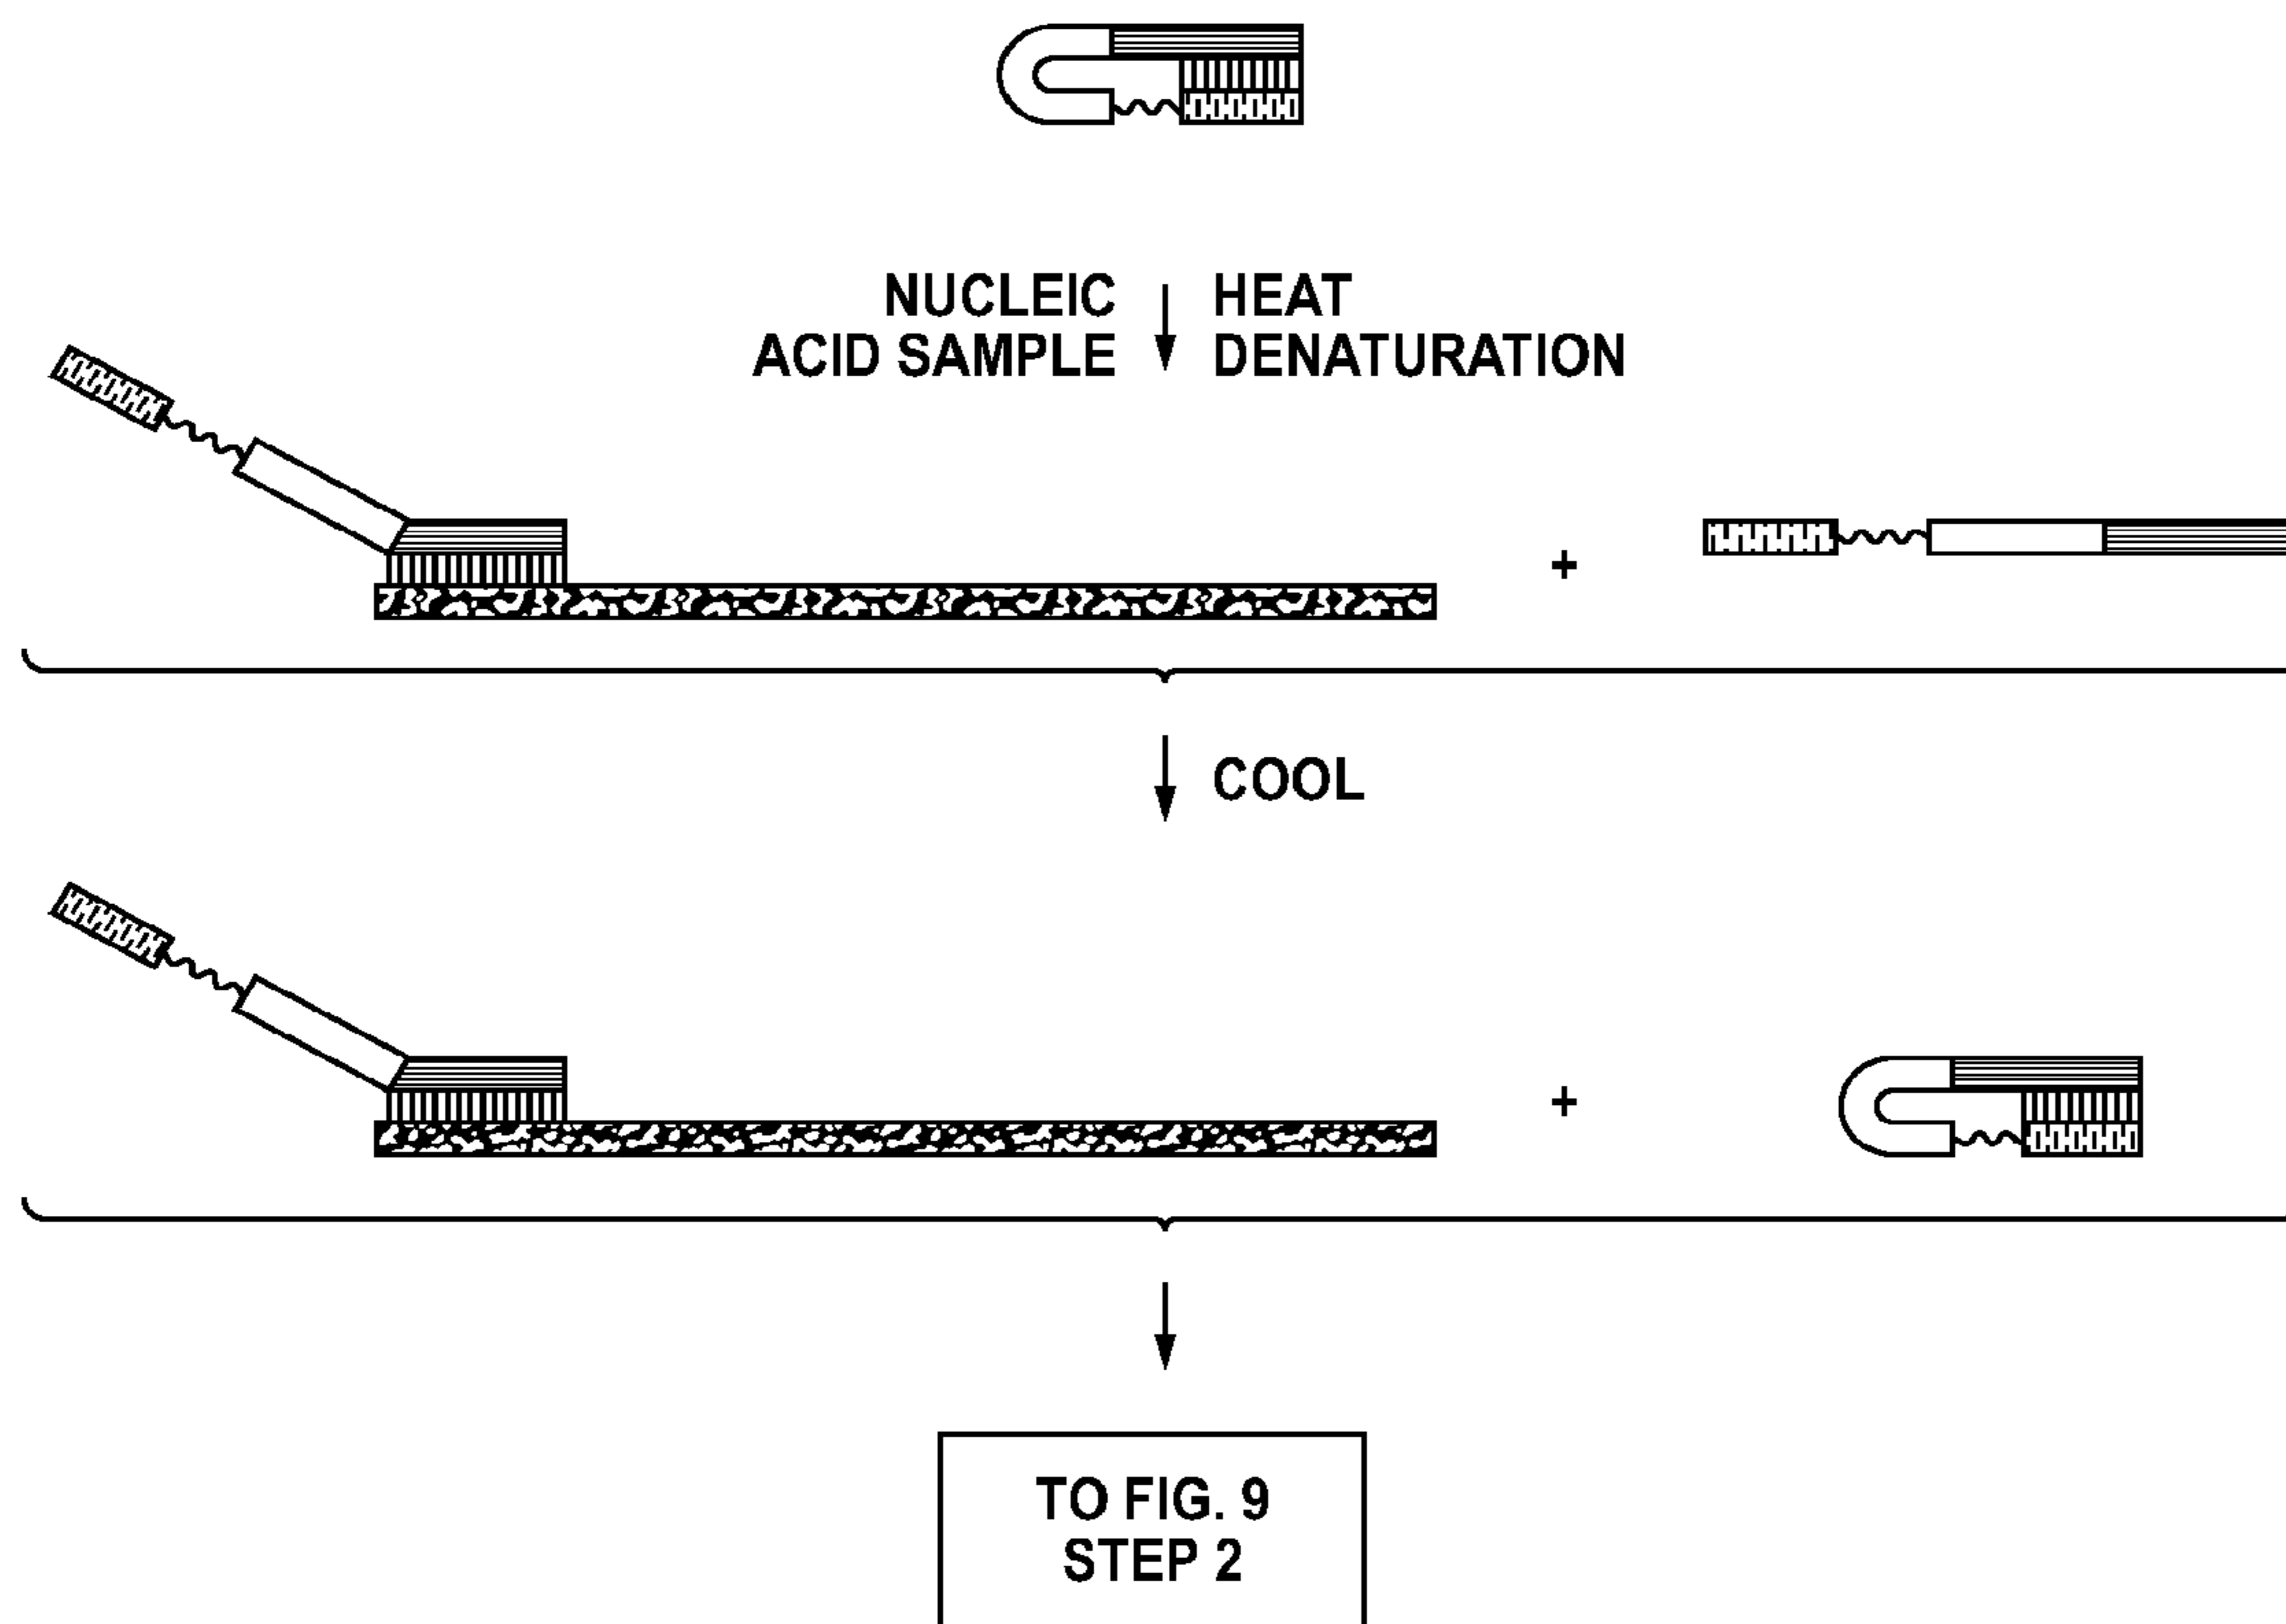 NUCLEIC HEAT
ACID SAMPLE DENATURATION
+
COOL
+
TO FIG. 9
STEP 2